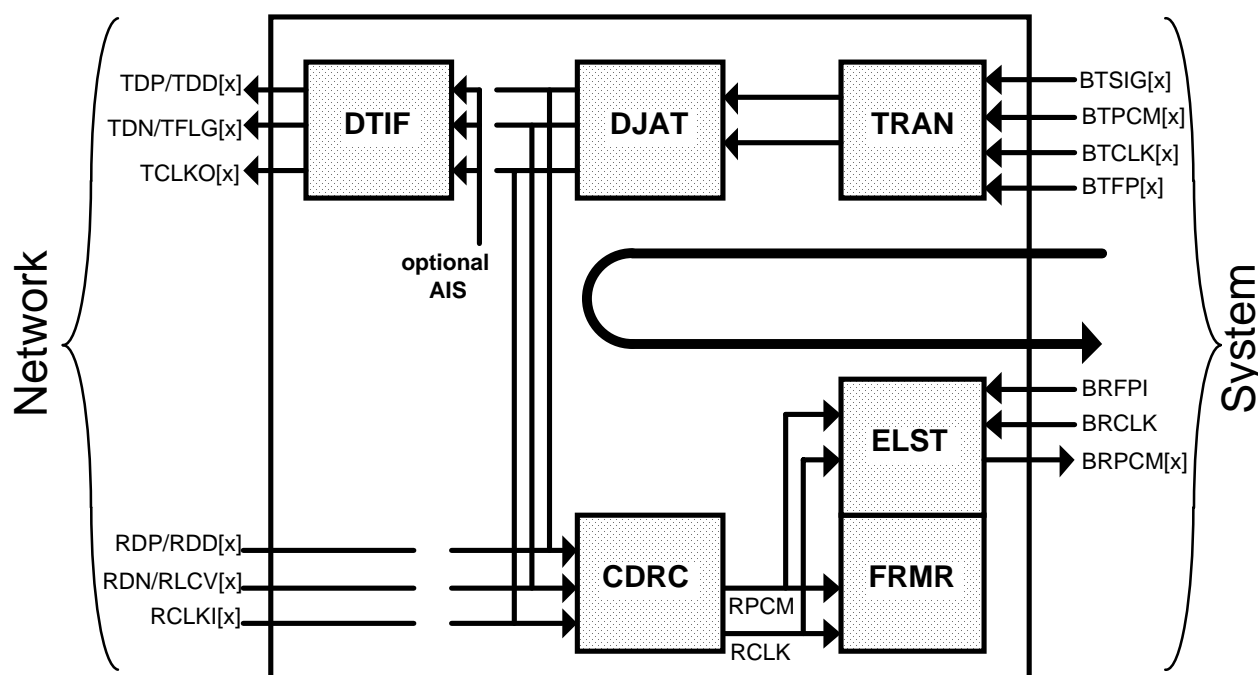 TDP/TDD[x]
TDN/TFLG[x]
TCLKO[x]
DTIF
DJAT
TRAN
BTSIG[x]
BTPCM[x]
BTCLK[x]
BTFP[x]
optional
AIS
Network
System
ELST
BRFPI
BRCLK
BRPCM[x]
RDP/RDD[x]
RDN/RLCV[x]
RCLKI[x]
CDRC
RPCM
RCLK
FRMR